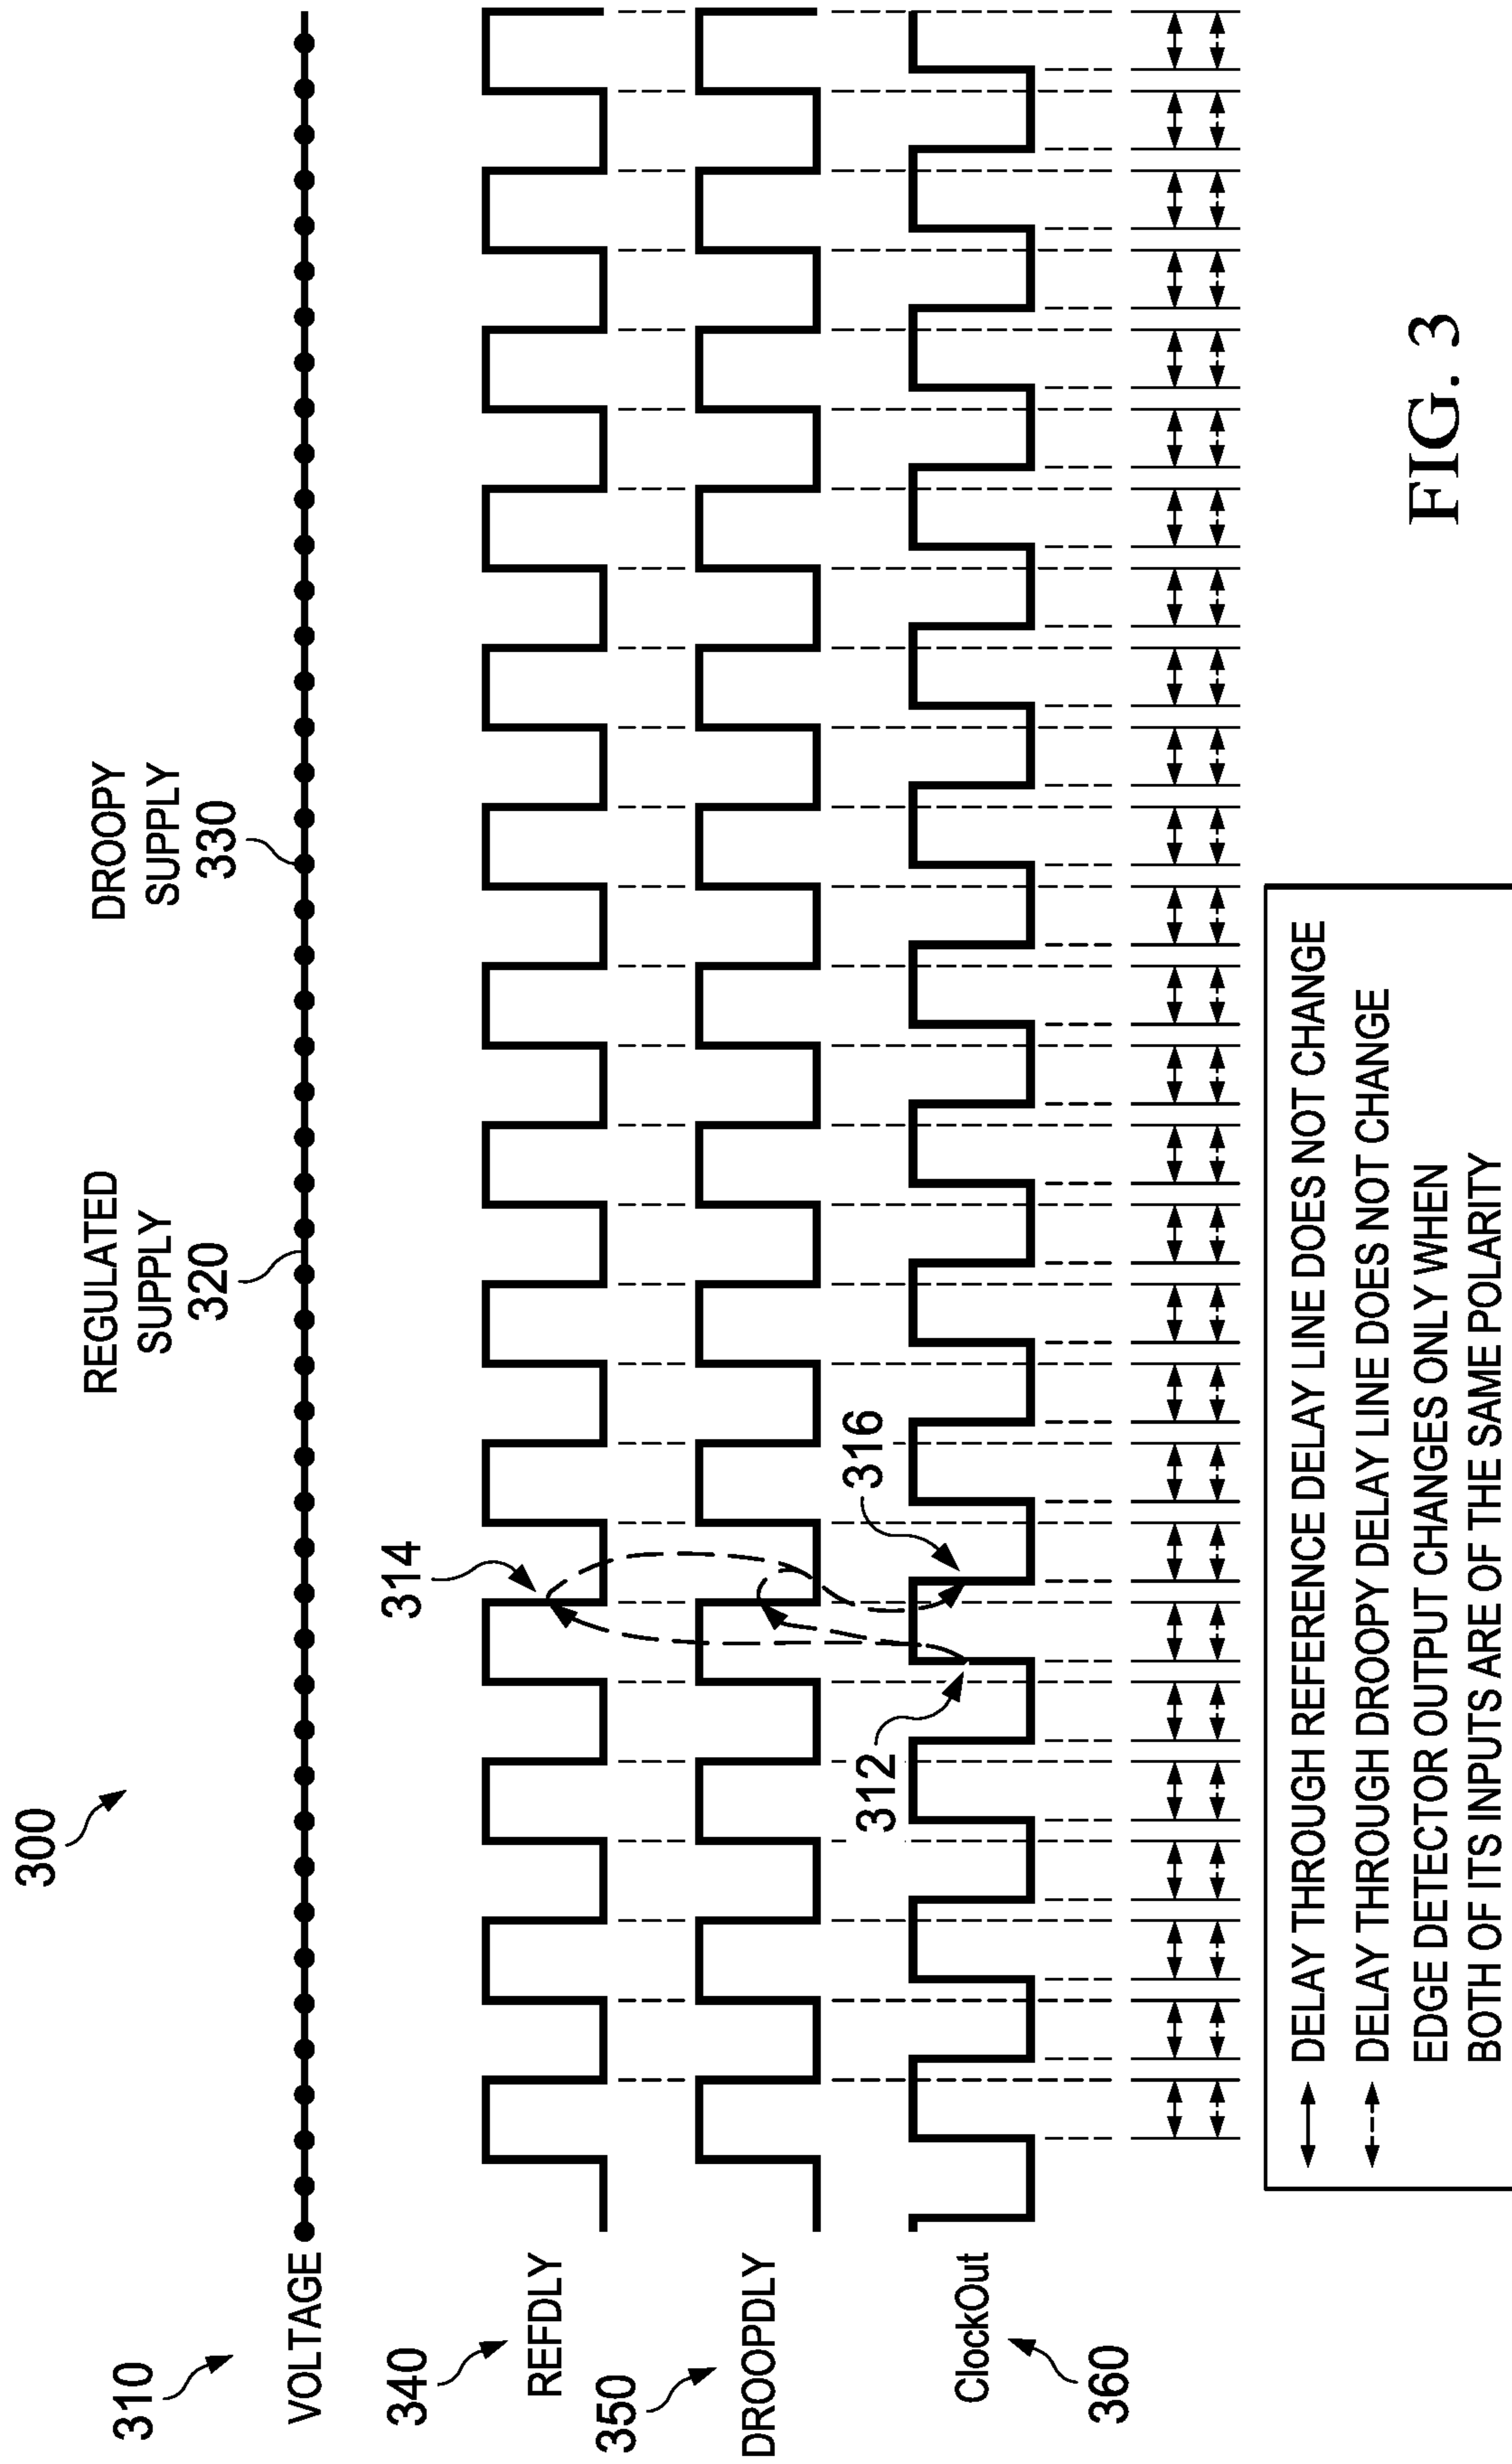 300
310
VOLTAGE
REGULATED
SUPPLY
320
DROOPY
SUPPLY
330
340
REFDLY
314
350
DROOPDLY
312
316
ClockOut
360
DELAY THROUGH REFERENCE DELAY LINE DOES NOT CHANGE
DELAY THROUGH DROOPY DELAY LINE DOES NOT CHANGE
EDGE DETECTOR OUTPUT CHANGES ONLY WHEN
BOTH OF ITS INPUTS ARE OF THE SAME POLARITY
FIG. 3